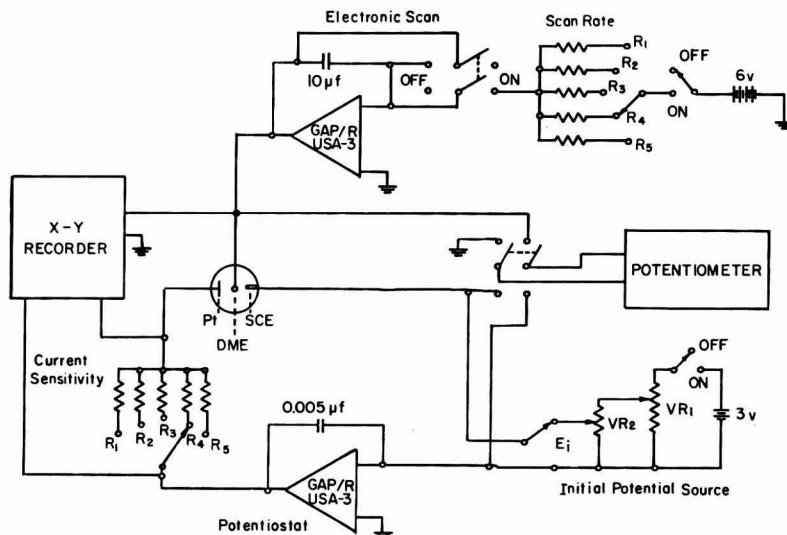 Electronic Scan
Scan Rate
10 µf
OFF
ON
R1
R2
R3
R4
R5
OFF
ON
6v
GAP/R
USA-3
X-Y
RECORDER
POTENTIOMETER
Pt
SCE
DME
Current
Sensitivity
R1
R2
R3
R4
R5
0.005 µf
GAP/R
USA-3
Potentiostat
Ei
VR2
VR1
OFF
ON
3v
Initial Potential Source